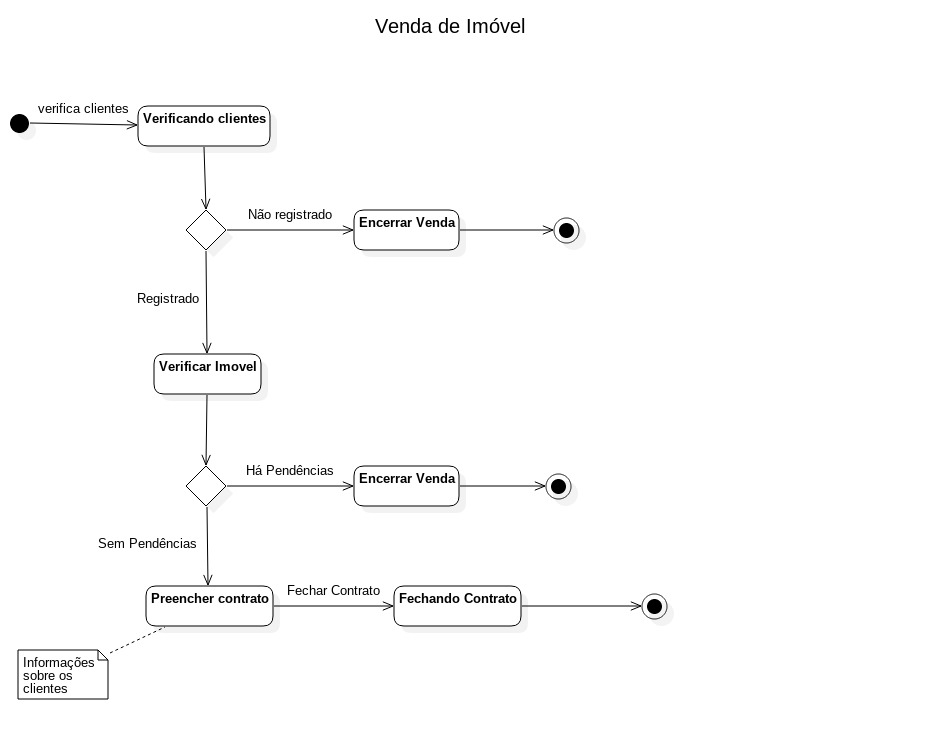 Venda de Imóvel
verifica clientes
Verificando clientes
Não registrado
Encerrar Venda
Registrado
Verificar Imovel
Há Pendências
Encerrar Venda
Sem Pendências
Preencher contrato
Fechar Contrato
Fechando Contrato
Informações
sobre os
clientes